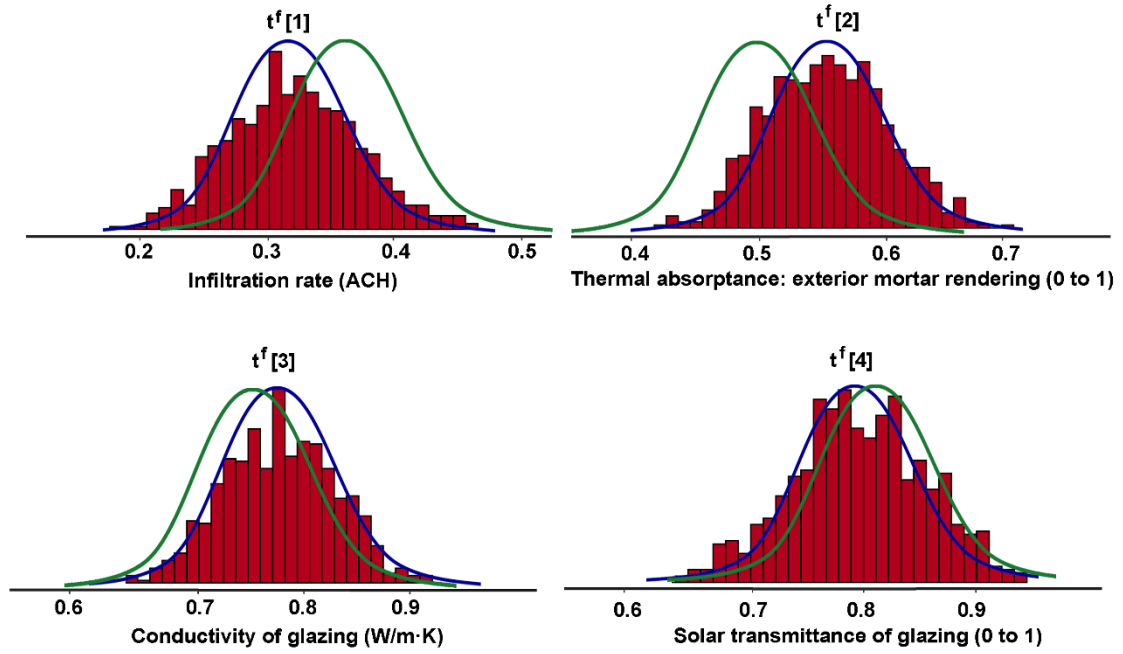 t^f [1]
t^f [2]
0.2 0.3 0.4 0.5
0.4 0.5 0.6 0.7
Infiltration rate (ACH)
Thermal absorptance: exterior mortar rendering (0 to 1)
t^f [3]
t^f [4]
0.6 0.7 0.8 0.9
0.6 0.7 0.8 0.9
Conductivity of glazing (W/m·K)
Solar transmittance of glazing (0 to 1)